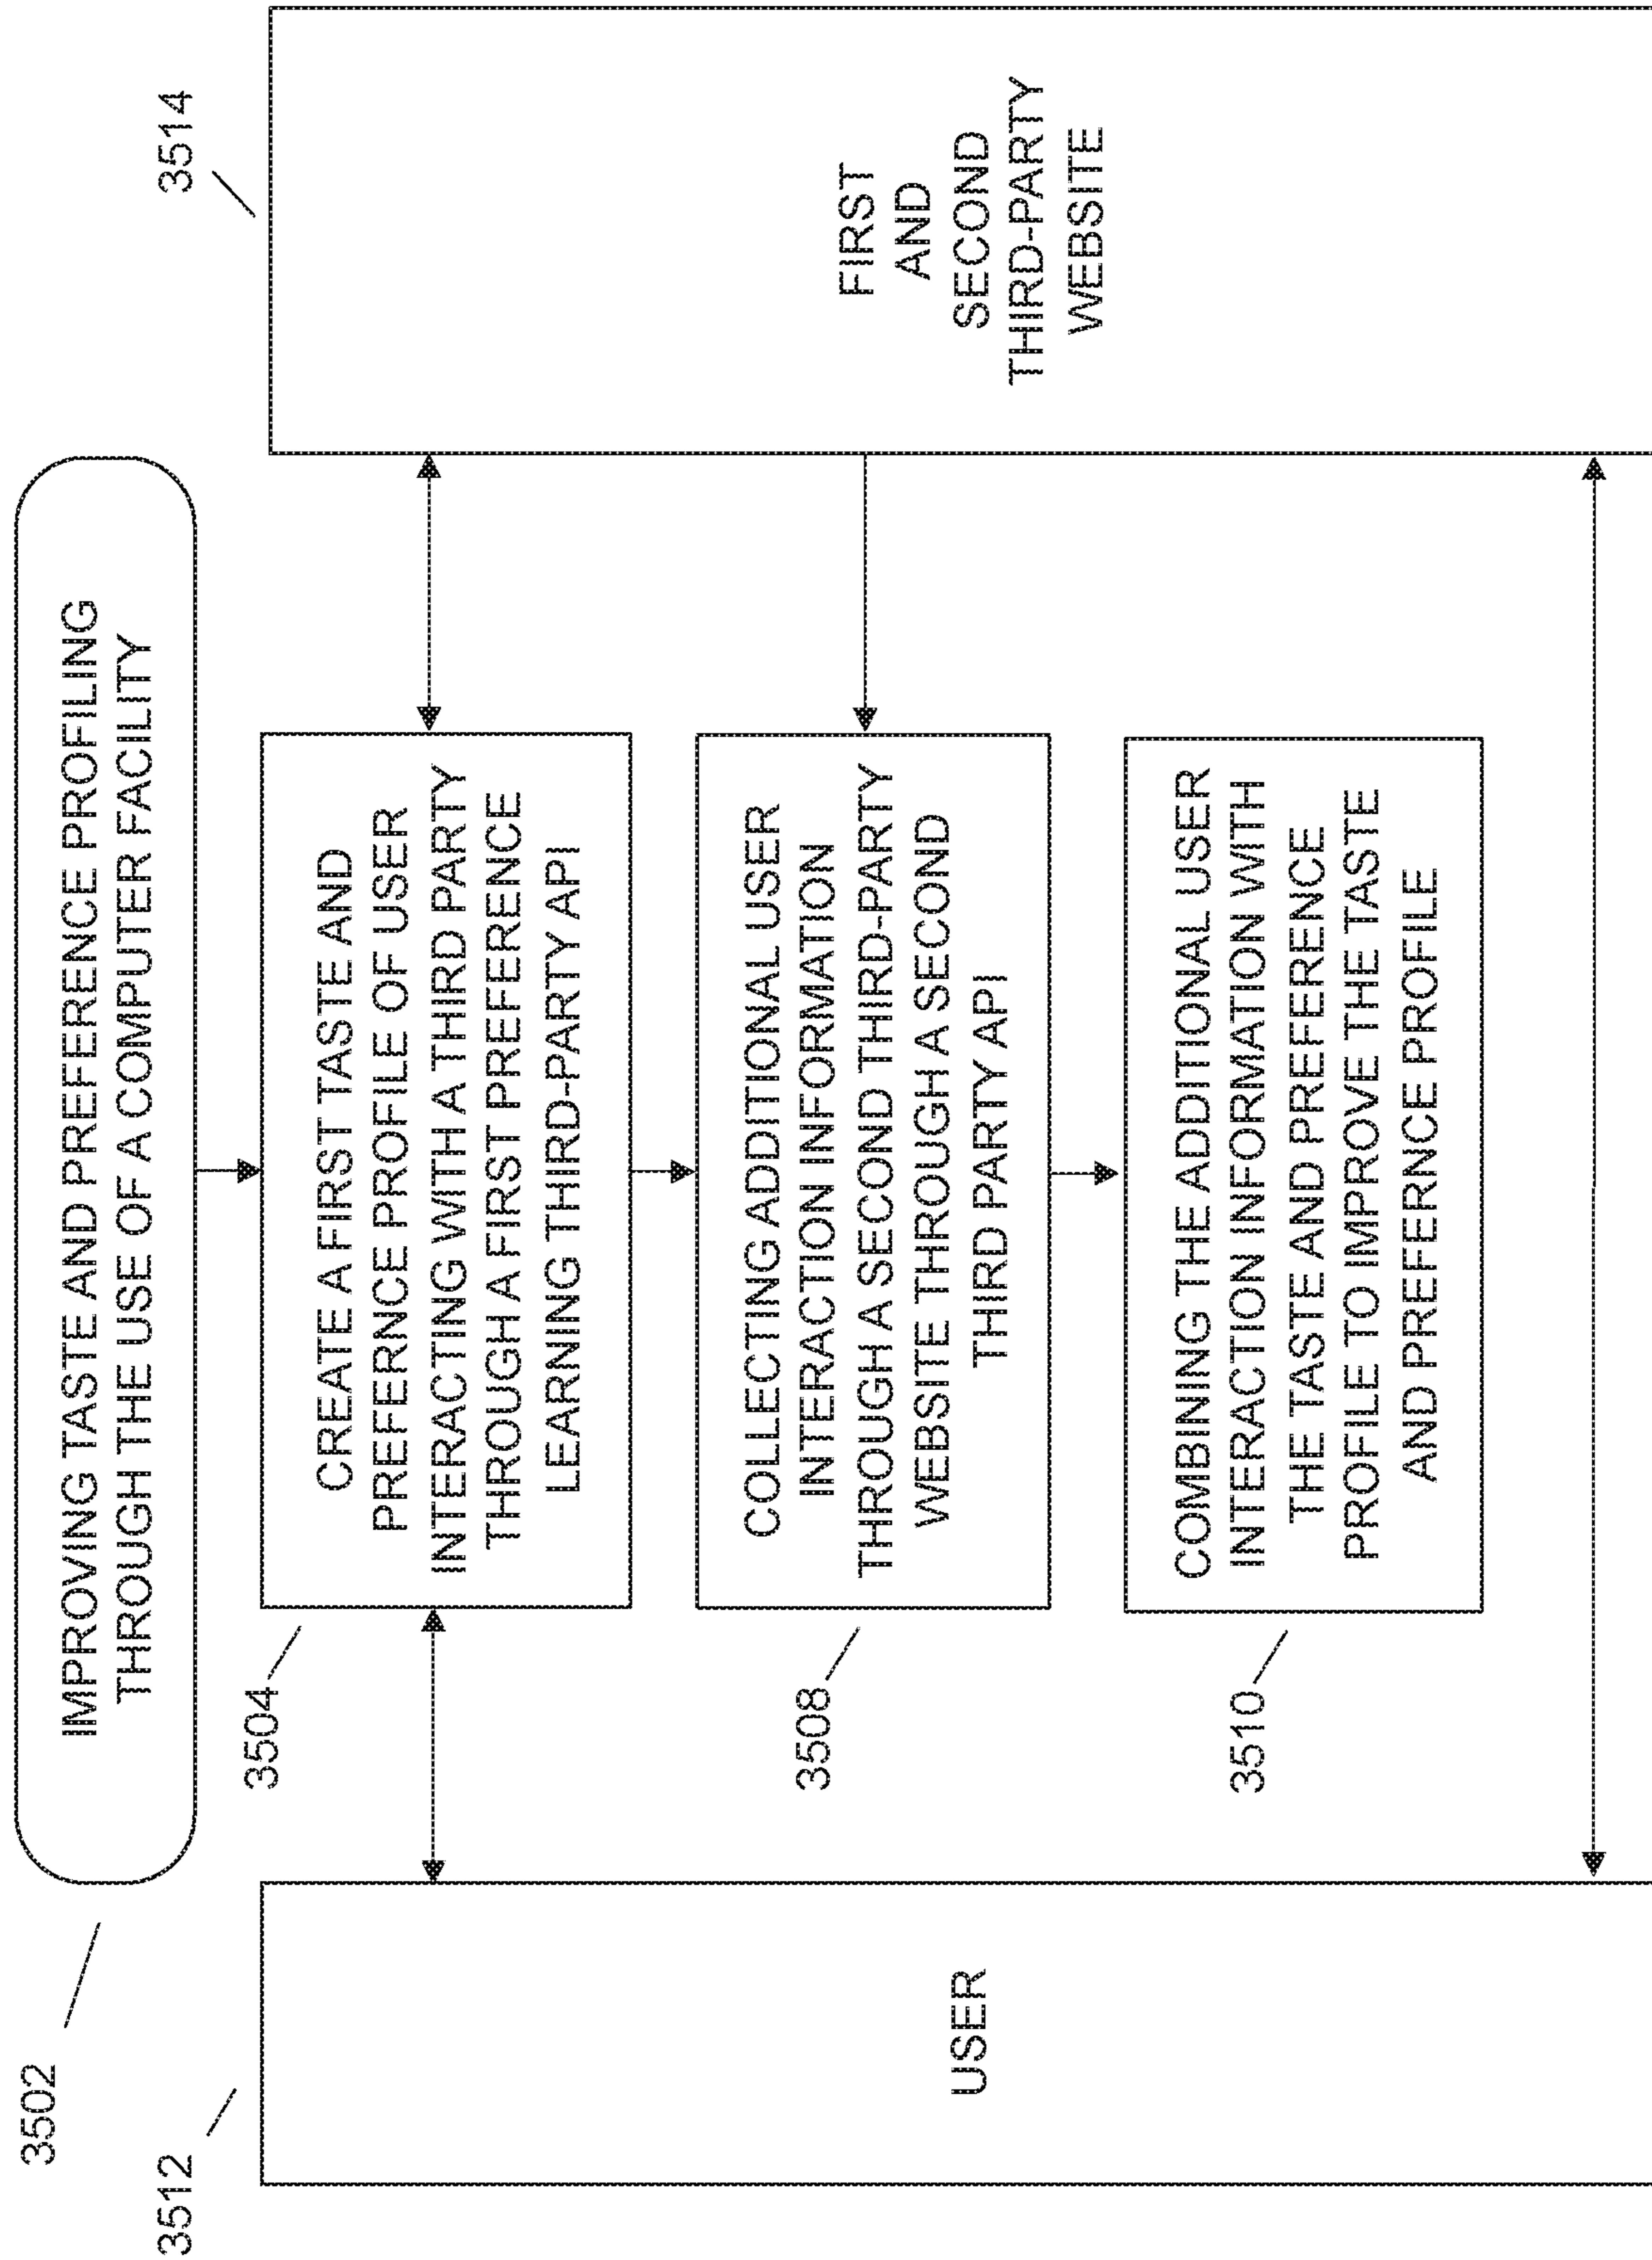 3502
IMPROVING TASTE AND PREFERENCE PROFILING
THROUGH THE USE OF A COMPUTER FACILITY
3512
USER
3504
CREATE A FIRST TASTE AND
PREFERENCE PROFILE OF USER
INTERACTING WITH A THIRD PARTY
THROUGH A FIRST PREFERENCE
LEARNING THIRD-PARTY API
3508
COLLECTING ADDITIONAL USER
INTERACTION INFORMATION
THROUGH A SECOND THIRD-PARTY
WEBSITE THROUGH A SECOND
THIRD PARTY API
3510
COMBINING THE ADDITIONAL USER
INTERACTION INFORMATION WITH
THE TASTE AND PREFERENCE
PROFILE TO IMPROVE THE TASTE
AND PREFERENCE PROFILE
3514
FIRST
AND
SECOND
THIRD-PARTY
WEBSITE